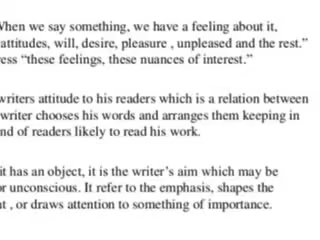 When we say something, we have a feeling about it,
attitudes, will, desire, pleasure , unpleased and the rest.”
ess “these feelings, these nuances of interest.”
writers attitude to his readers which is a relation between
writer chooses his words and arranges them keeping in
nd of readers likely to read his work.
it has an object, it is the writer’s aim which may be
or unconscious. It refer to the emphasis, shapes the
t , or draws attention to something of importance.